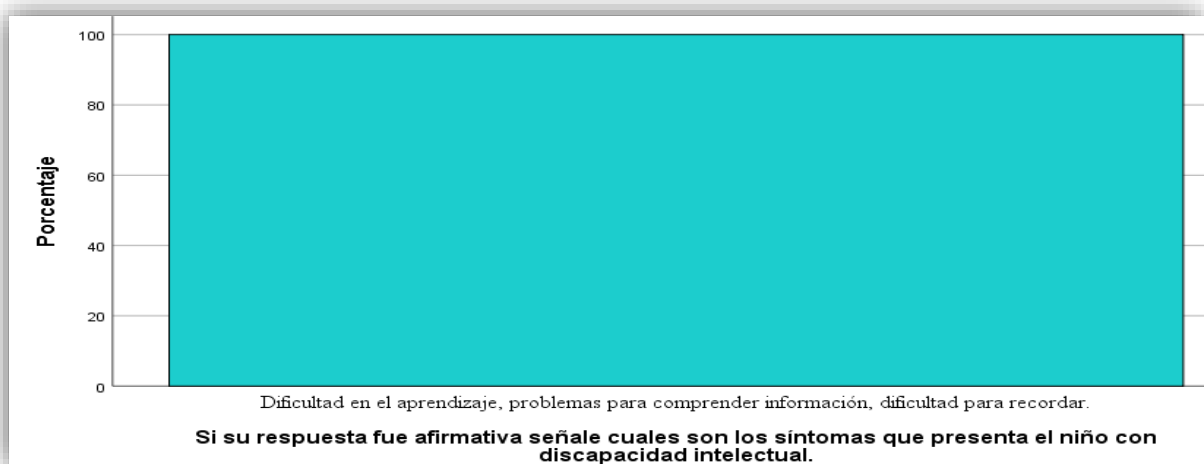 100
80
60
40
20
0
Porcentaje
Dificultad en el aprendizaje, problemas para comprender información, dificultad para recordar.
Si su respuesta fue afirmativa señale cuales son los síntomas que presenta el niño con
discapacidad intelectual.